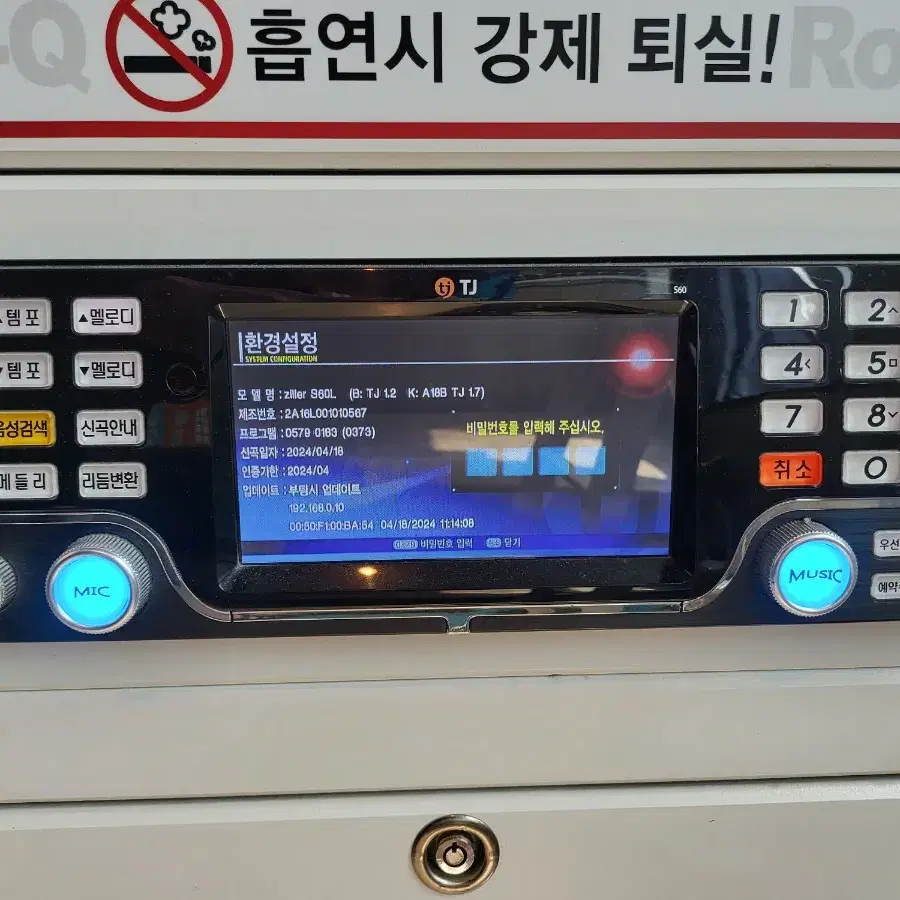 -Q 흡연시 강제 퇴실! Ro
tj TJ
S60
템포 ▲멜로디
▼템포 ▼멜로디
음성검색 신곡안내
메들리 리듬변환
환경설정
SYSTEM CONFIGURATION
모 델 명 : ziller S60L (B: TJ 1.2 K: A18B TJ 1.7)
제조번호 : 2A16L001010567
프로그램 : 0579 0183 (0373)
신곡일자 : 2024/04/18
인증기한 : 2024/04
업데이트 : 부팅시 업데이트
192.168.0.10
00:50:F1:00:BA:64 04/18/2024 11:14:08
비밀번호를 입력해 주십시오.
비밀번호 입력 닫기
1 2
4 5
7 8
취소 0
MIC
MUSIC
우선
예약